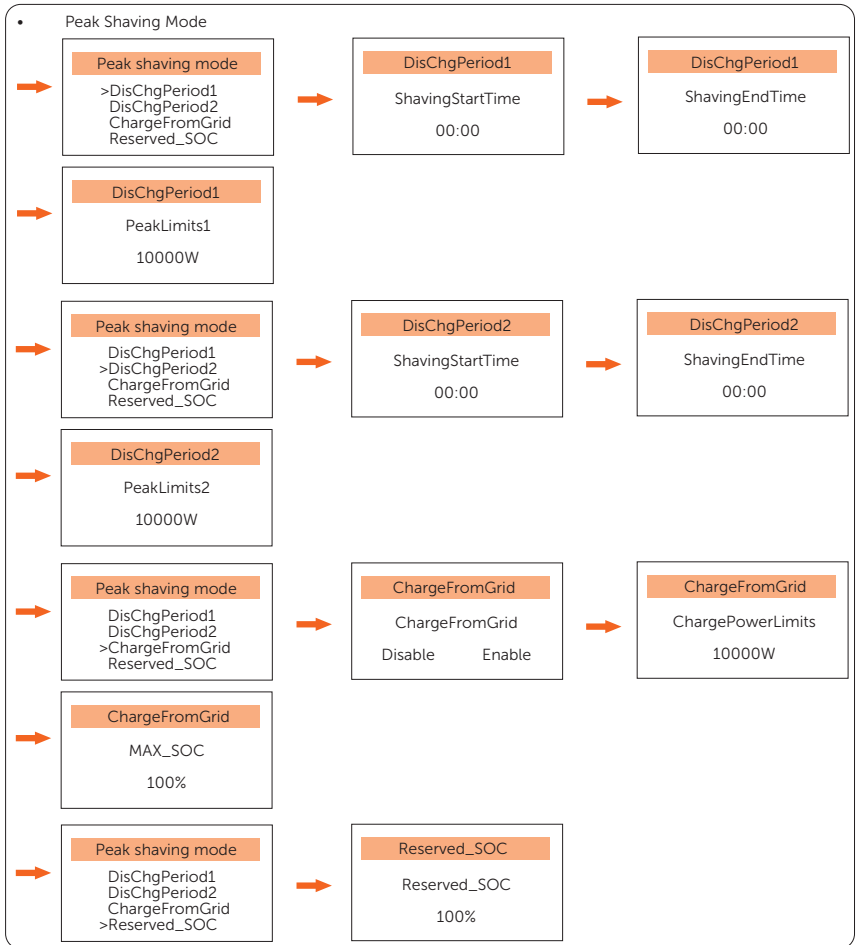 • Peak Shaving Mode
Peak shaving mode
>DisChgPeriod1
DisChgPeriod2
ChargeFromGrid
Reserved_SOC
DisChgPeriod1
ShavingStartTime
00:00
DisChgPeriod1
ShavingEndTime
00:00
DisChgPeriod1
PeakLimits1
10000W
Peak shaving mode
DisChgPeriod1
>DisChgPeriod2
ChargeFromGrid
Reserved_SOC
DisChgPeriod2
ShavingStartTime
00:00
DisChgPeriod2
ShavingEndTime
00:00
DisChgPeriod2
PeakLimits2
10000W
Peak shaving mode
DisChgPeriod1
DisChgPeriod2
>ChargeFromGrid
Reserved_SOC
ChargeFromGrid
ChargeFromGrid
Disable Enable
ChargeFromGrid
ChargePowerLimits
10000W
ChargeFromGrid
MAX_SOC
100%
Peak shaving mode
DisChgPeriod1
DisChgPeriod2
ChargeFromGrid
>Reserved_SOC
Reserved_SOC
Reserved_SOC
100%